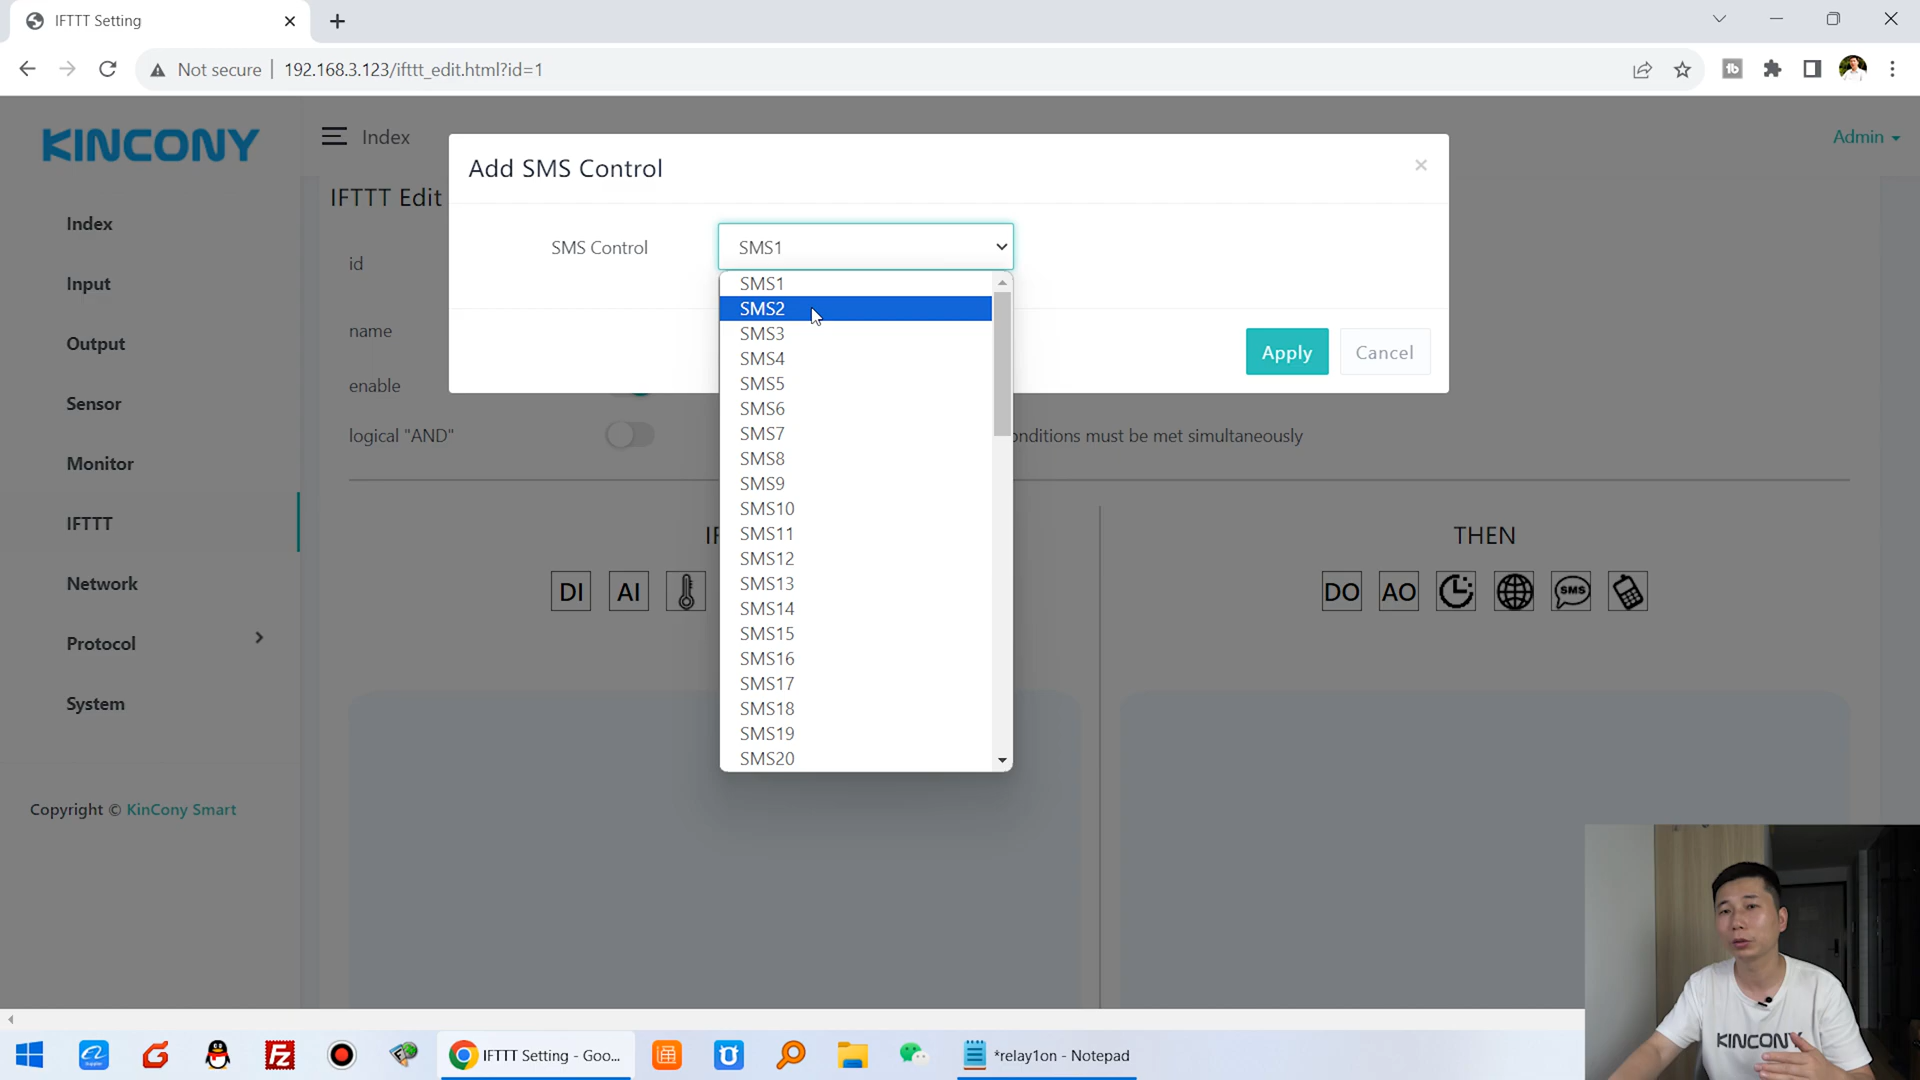 IFTTT Setting
Not secure
192.168.3.123/ifttt_edit.html?id=1
KINCONY
Index
Admin
Add SMS Control
×
IFTTT Edit
SMS Control
SMS1
Index
Input
Output
Sensor
Monitor
IFTTT
Network
Protocol
System
id
name
enable
logical "AND"
onditions must be met simultaneously
SMS1
SMS2
SMS3
SMS4
SMS5
SMS6
SMS7
SMS8
SMS9
SMS10
SMS11
SMS12
SMS13
SMS14
SMS15
SMS16
SMS17
SMS18
SMS19
SMS20
Apply
Cancel
IF
DI
AI
THEN
DO
AO
SMS
Copyright © KinCony Smart
KINCONY
IFTTT Setting - Goo...
*relay1on - Notepad